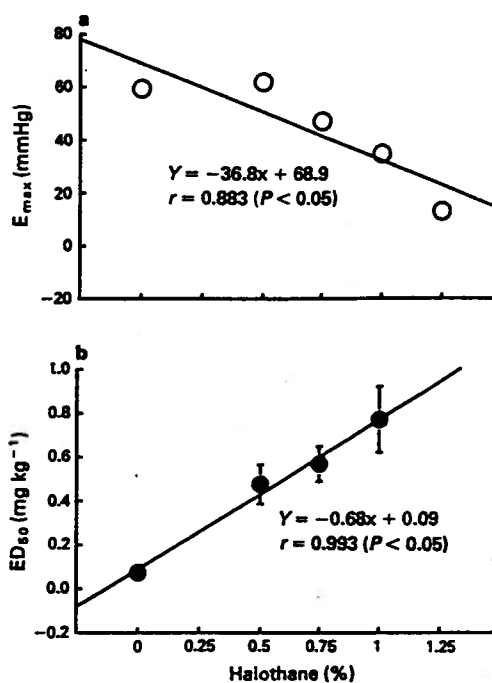 a
80
60
40
20
0
−20
E max (mmHg)
Y = −36.8x + 68.9
r = 0.883 (P < 0.05)
b
1.0
0.8
0.6
0.4
0.2
0.0
−0.2
ED50 (mg kg−1)
Y = −0.68x + 0.09
r = 0.993 (P < 0.05)
0 0.25 0.5 0.75 1 1.25
Halothane (%)